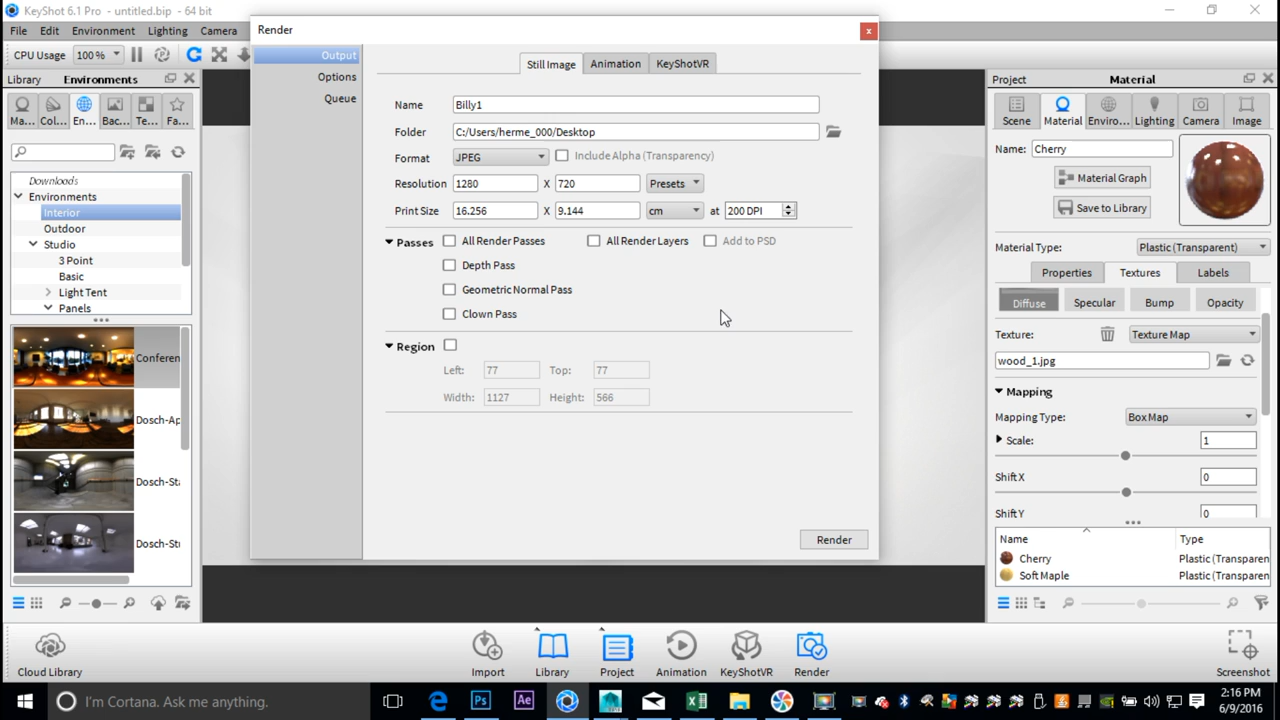 KeyShot 6.1 Pro - untitled.bip - 64 bit
File Edit Environment Lighting Camera
CPU Usage 100 %
Library Environments
Ma... Col... En... Bac... Te... Fa...
Downloads
Environments
Interior
Outdoor
Studio
3 Point
Basic
Light Tent
Panels
Conferen
Dosch-Ap
Dosch-Sta
Dosch-Stu
Render
Output
Options
Queue
Still Image Animation KeyShotVR
Name Billy1
Folder C:/Users/herme_000/Desktop
Format JPEG Include Alpha (Transparency)
Resolution 1280 X 720 Presets
Print Size 16.256 X 9.144 cm at 200 DPI
Passes All Render Passes All Render Layers Add to PSD
Depth Pass
Geometric Normal Pass
Clown Pass
Region
Left: 77 Top: 77
Width: 1127 Height: 566
Render
Project Material
Scene Material Enviro... Lighting Camera Image
Name: Cherry
Material Graph
Save to Library
Material Type: Plastic (Transparent)
Properties Textures Labels
Diffuse Specular Bump Opacity
Texture: Texture Map
wood_1.jpg
Mapping
Mapping Type: Box Map
Scale: 1
Shift X 0
Shift Y 0
Name Type
Cherry Plastic (Transparen
Soft Maple Plastic (Transparen
Cloud Library Import Library Project Animation KeyShotVR Render Screenshot
I'm Cortana. Ask me anything.
Ps Ae
2:16 PM
6/9/2016